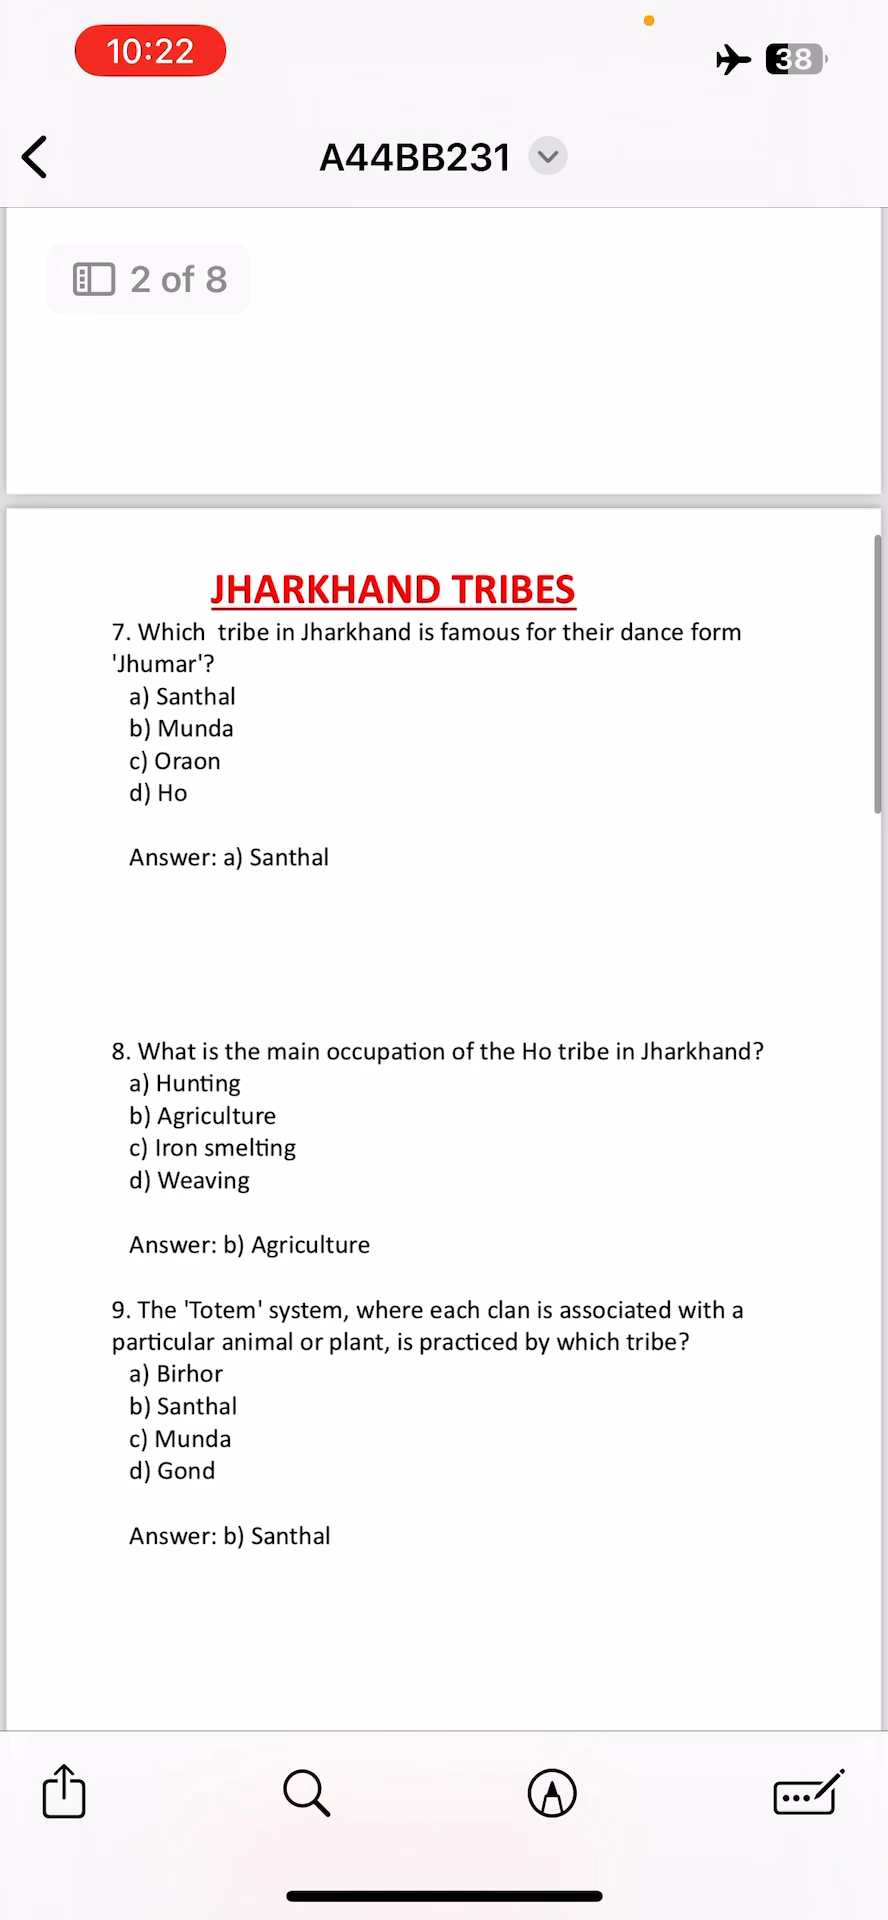 10:22
38
A44BB231
2 of 8
JHARKHAND TRIBES
7. Which tribe in Jharkhand is famous for their dance form
'Jhumar'?
a) Santhal
b) Munda
c) Oraon
d) Ho
Answer: a) Santhal
8. What is the main occupation of the Ho tribe in Jharkhand?
a) Hunting
b) Agriculture
c) Iron smelting
d) Weaving
Answer: b) Agriculture
9. The 'Totem' system, where each clan is associated with a
particular animal or plant, is practiced by which tribe?
a) Birhor
b) Santhal
c) Munda
d) Gond
Answer: b) Santhal